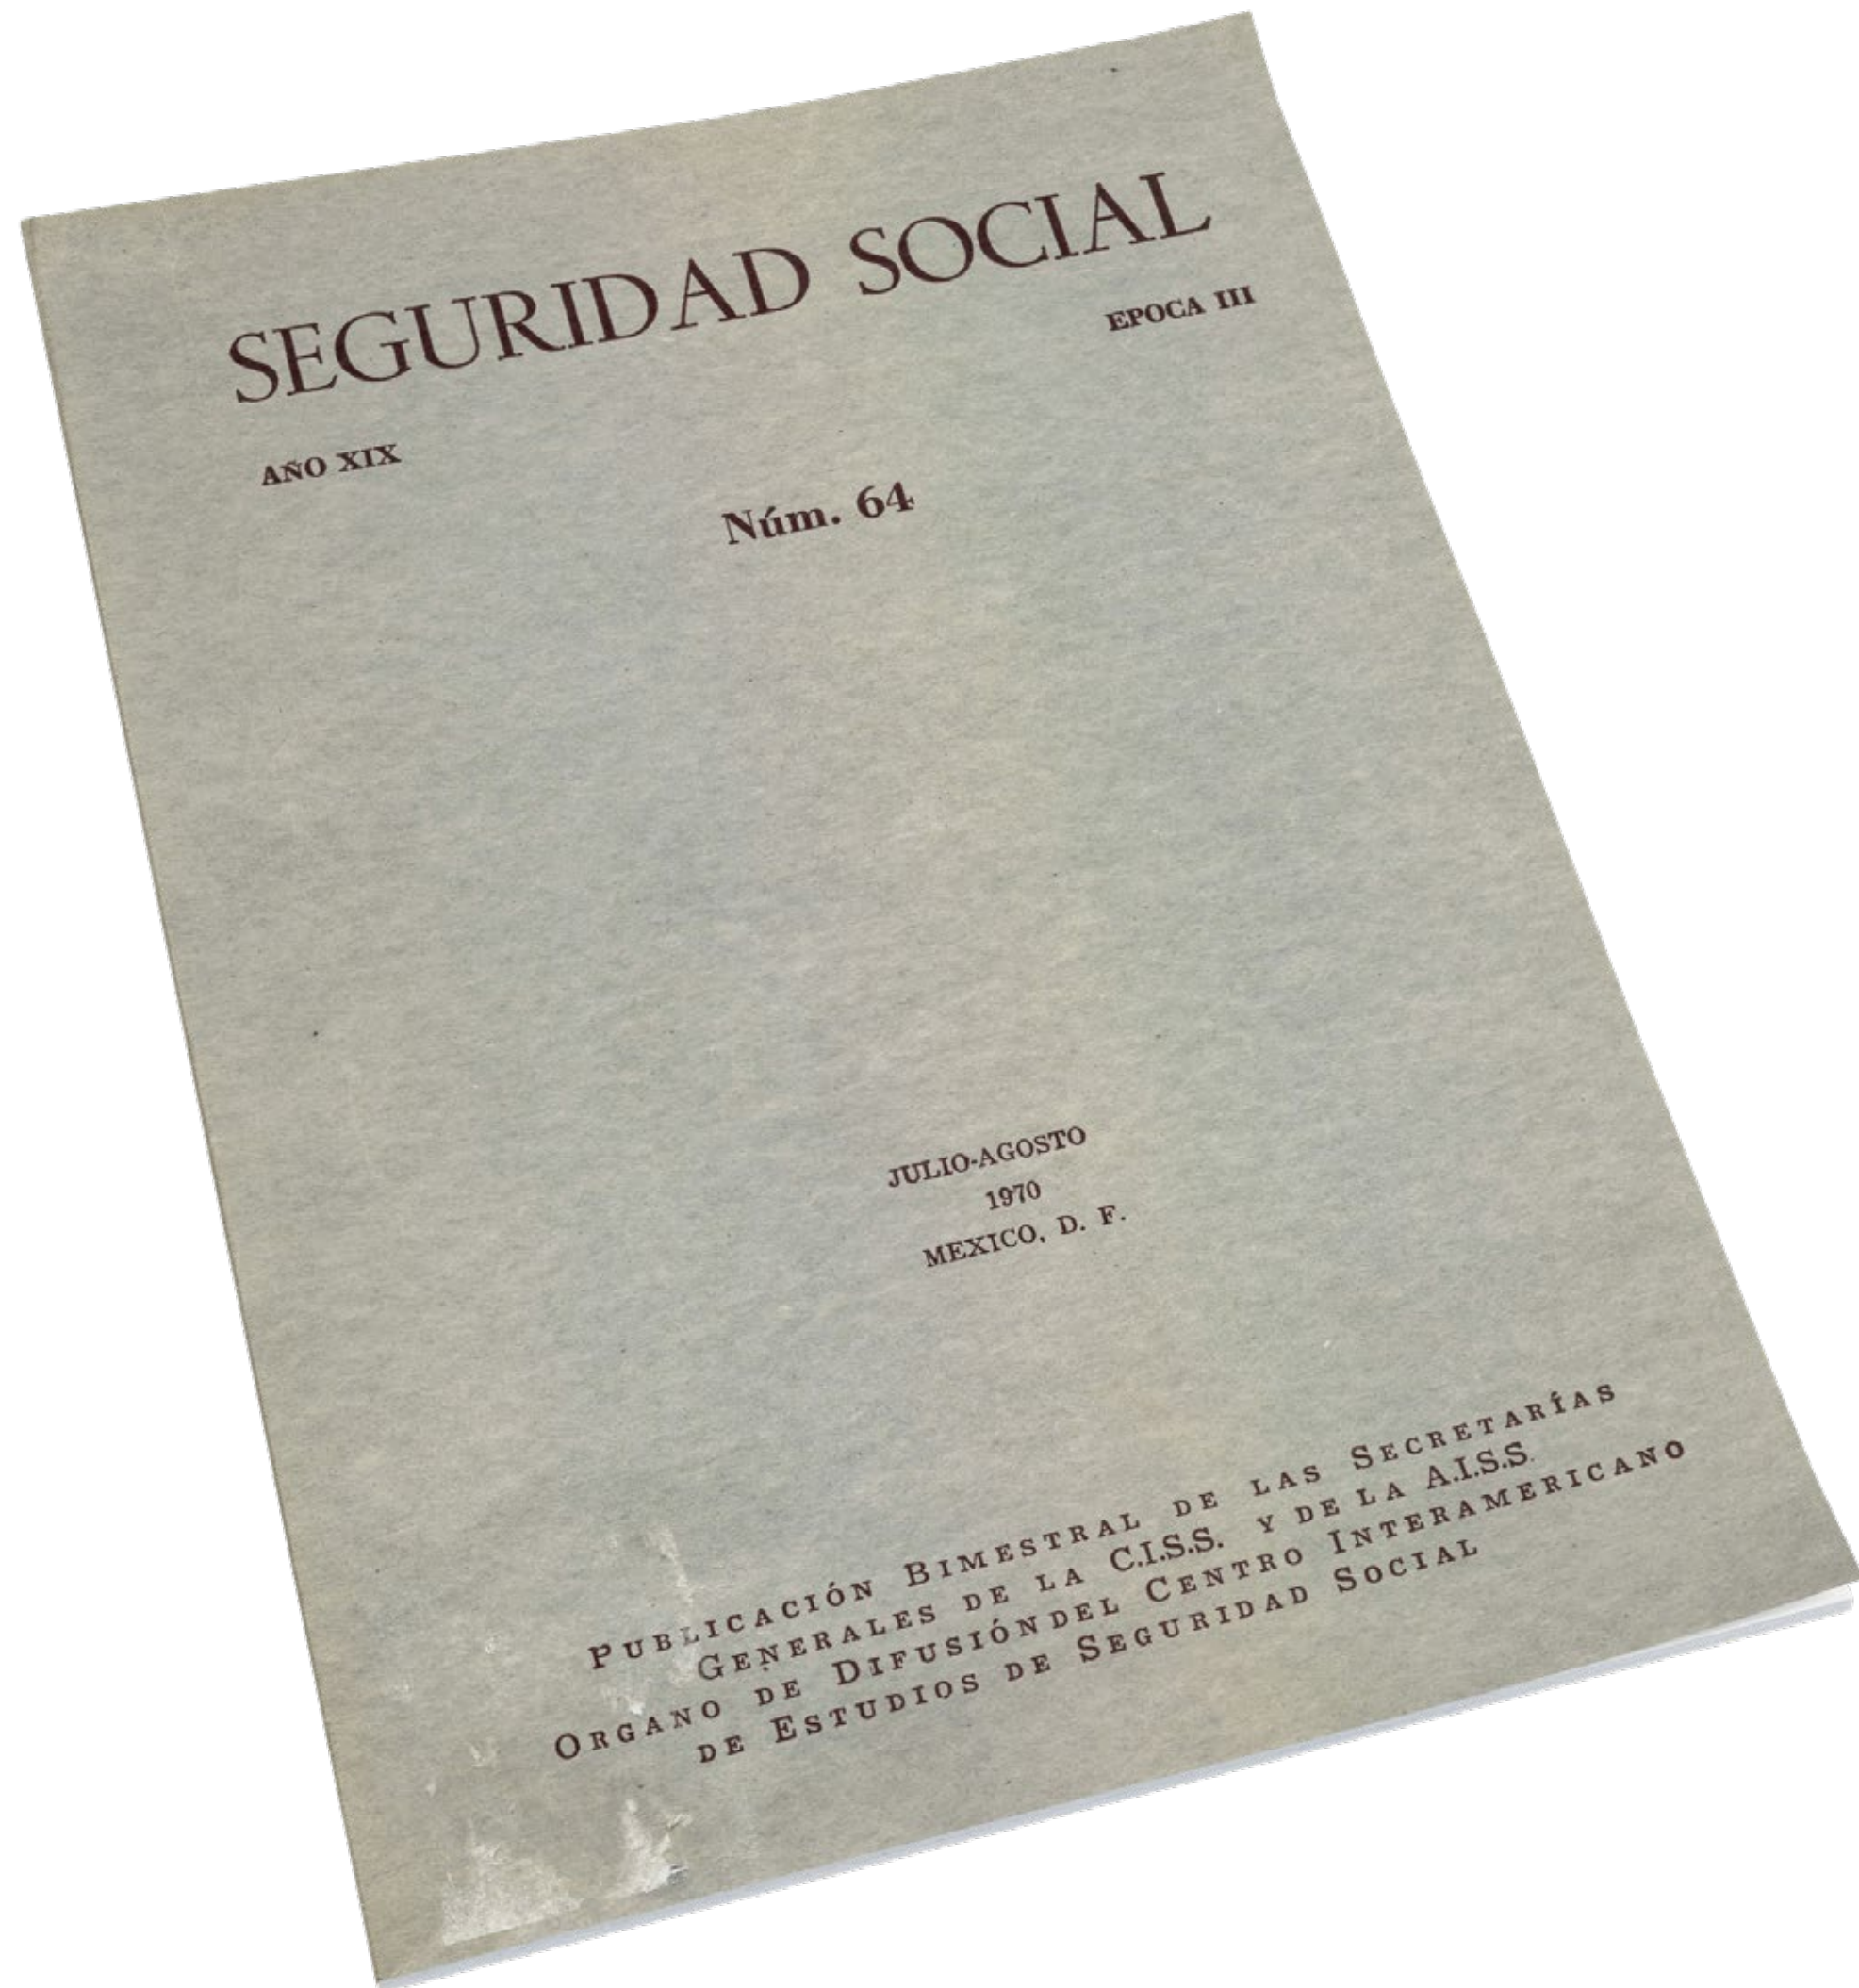 SEGURIDAD SOCIAL
EPOCA III
AÑO XIX
Núm. 64
JULIO-AGOSTO
1970
MEXICO, D. F.
PUBLICACIÓN BIMESTRAL DE LAS SECRETARÍAS
GENERALES DE LA C.I.S.S. Y DE LA A.I.S.S.
ORGANO DE DIFUSIÓN DEL CENTRO INTERAMERICANO
DE ESTUDIOS DE SEGURIDAD SOCIAL